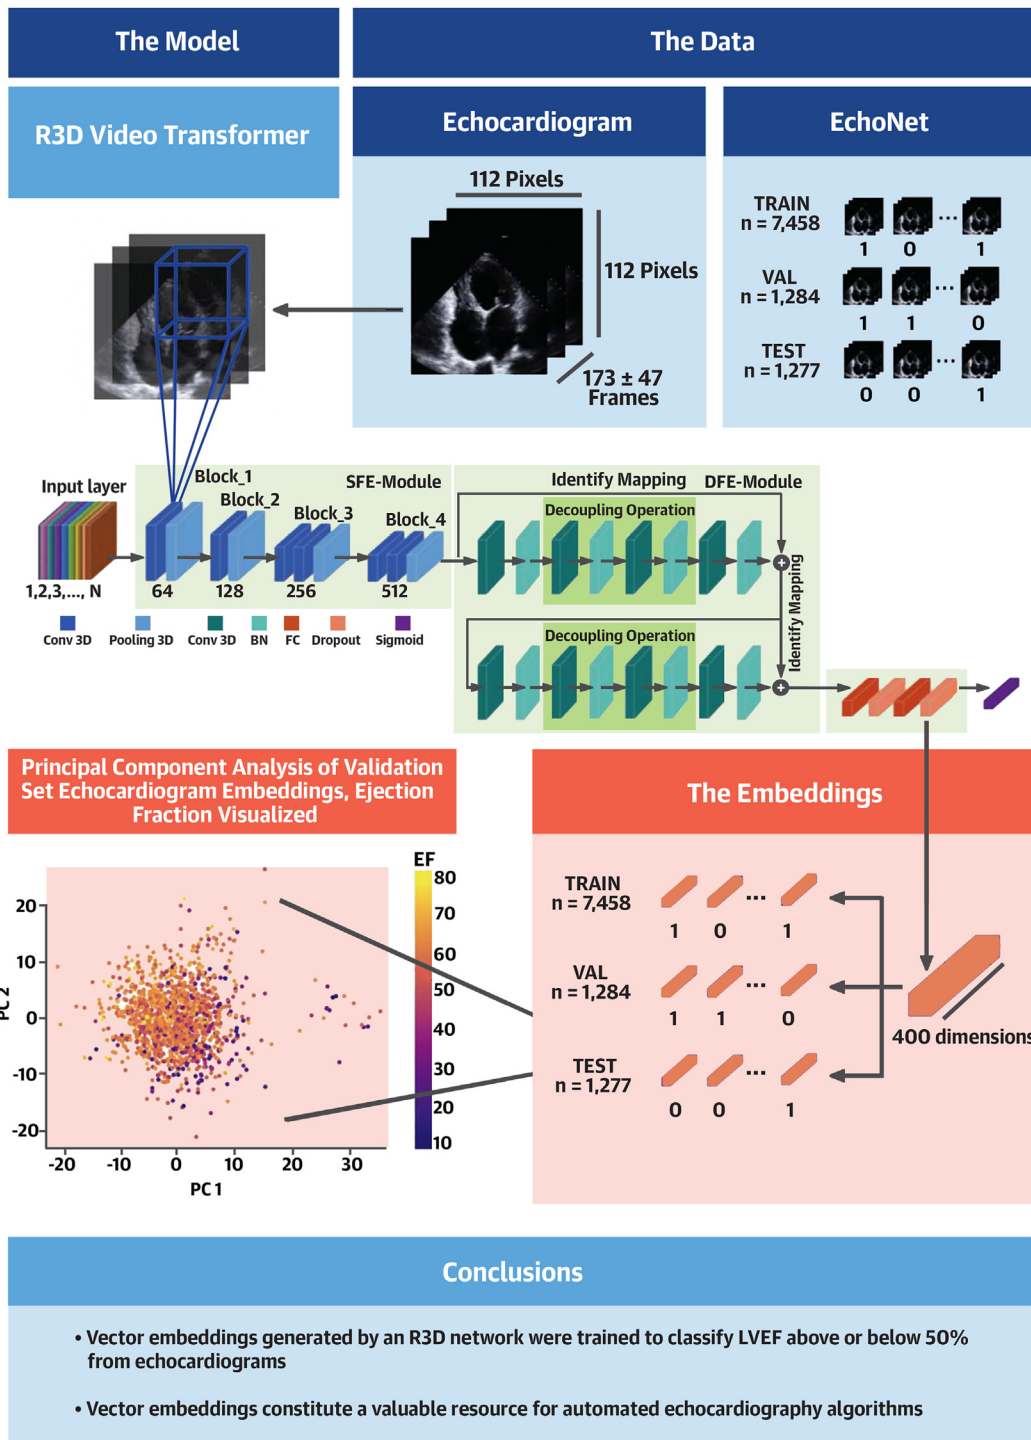 The Model
The Data
R3D Video Transformer
Echocardiogram
EchoNet
112 Pixels
112 Pixels
173 ± 47
Frames
TRAIN
n = 7,458
1 0 ... 1
VAL
n = 1,284
1 1 ... 0
TEST
n = 1,277
0 0 ... 1
Input layer
1,2,3,..., N
Block_1
Block_2
Block_3
Block_4
SFE-Module
64
128
256
512
Identify Mapping
DFE-Module
Decoupling Operation
+
Identify Mapping
Decoupling Operation
+
Conv 3D
Pooling 3D
Conv 3D
BN
FC
Dropout
Sigmoid
Principal Component Analysis of Validation
Set Echocardiogram Embeddings, Ejection
Fraction Visualized
EF
80
70
60
50
40
30
20
10
PC 2
20
10
0
-10
-20
-20
-10
0
10
20
30
PC 1
The Embeddings
TRAIN
n = 7,458
1 0 ... 1
VAL
n = 1,284
1 1 ... 0
TEST
n = 1,277
0 0 ... 1
400 dimensions
Conclusions
• Vector embeddings generated by an R3D network were trained to classify LVEF above or below 50%
from echocardiograms
• Vector embeddings constitute a valuable resource for automated echocardiography algorithms